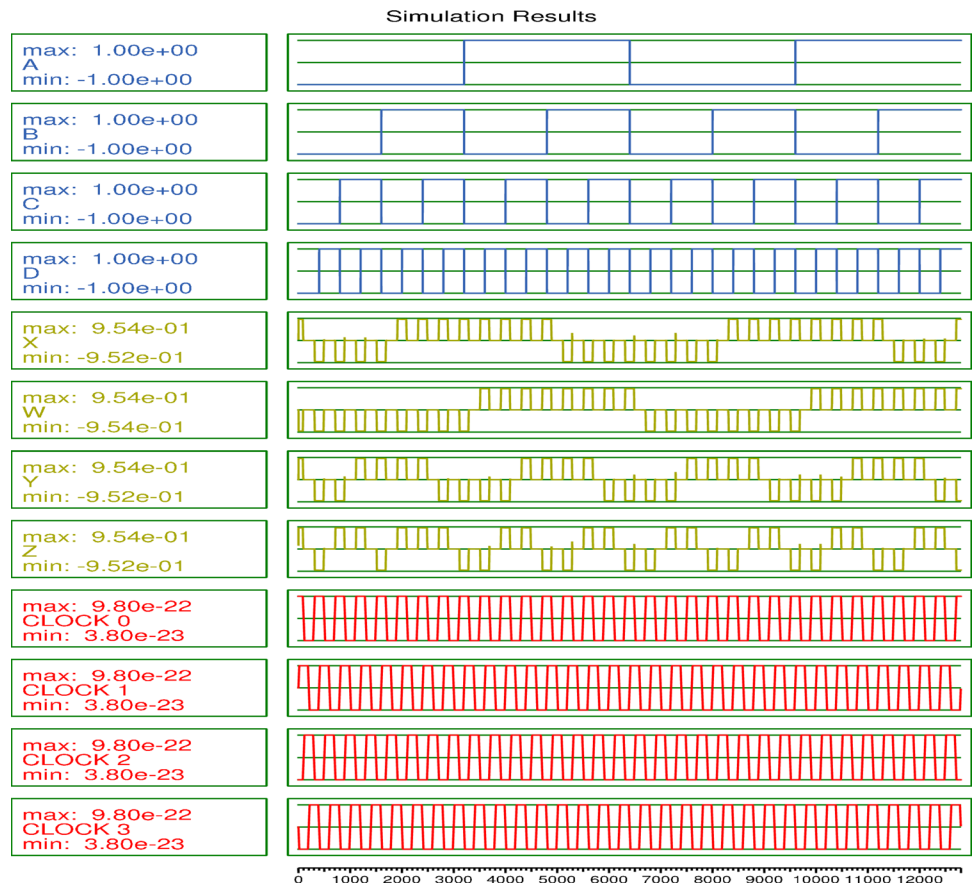 Simulation Results
max: 1.00e+00
A
min: -1.00e+00
max: 1.00e+00
B
min: -1.00e+00
max: 1.00e+00
C
min: -1.00e+00
max: 1.00e+00
D
min: -1.00e+00
max: 9.54e-01
X
min: -9.52e-01
max: 9.54e-01
W
min: -9.54e-01
max: 9.54e-01
Y
min: -9.52e-01
max: 9.54e-01
Z
min: -9.52e-01
max: 9.80e-22
CLOCK 0
min: 3.80e-23
max: 9.80e-22
CLOCK 1
min: 3.80e-23
max: 9.80e-22
CLOCK 2
min: 3.80e-23
max: 9.80e-22
CLOCK 3
min: 3.80e-23
0 1000 2000 3000 4000 5000 6000 7000 8000 9000 10000 11000 12000